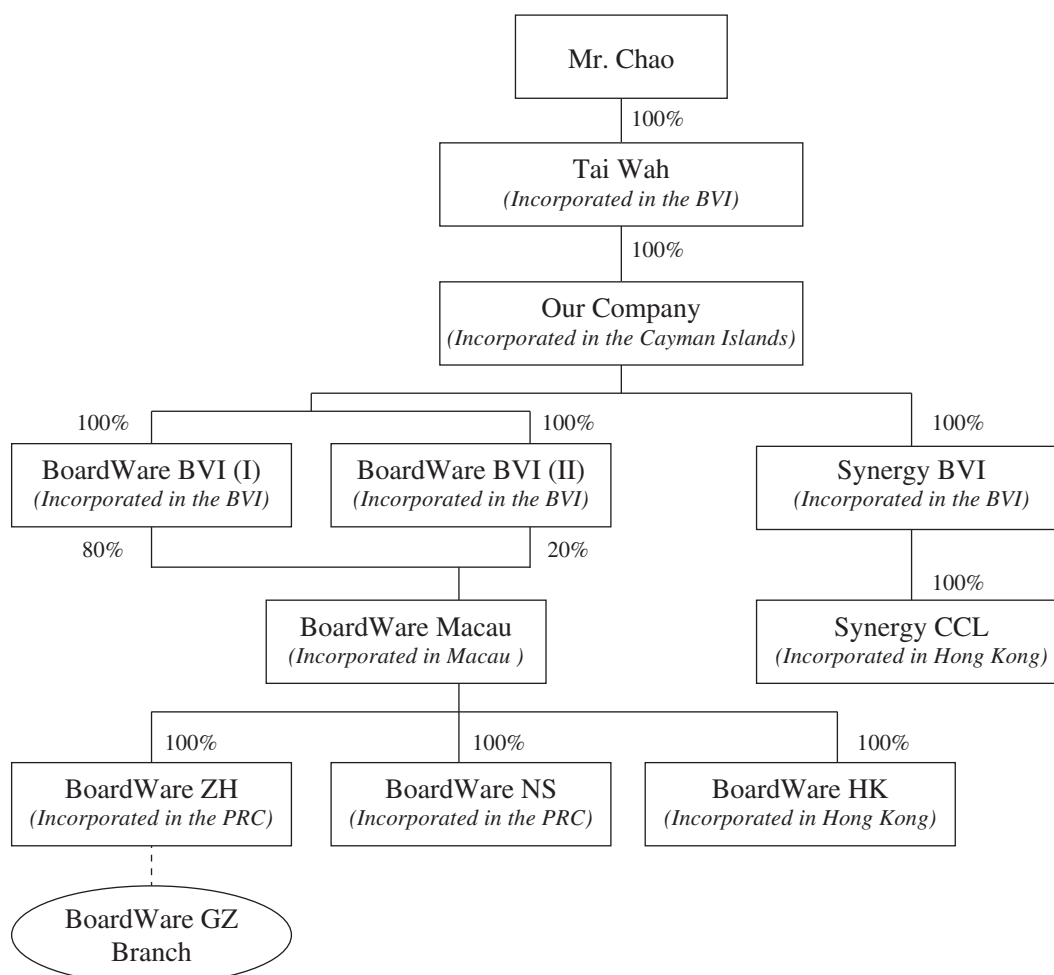 Mr. Chao
100%
Tai Wah
(Incorporated in the BVI)
100%
Our Company
(Incorporated in the Cayman Islands)
100%
100%
100%
BoardWare BVI (I)
(Incorporated in the BVI)
BoardWare BVI (II)
(Incorporated in the BVI)
Synergy BVI
(Incorporated in the BVI)
80%
20%
100%
BoardWare Macau
(Incorporated in Macau )
Synergy CCL
(Incorporated in Hong Kong)
100%
100%
100%
BoardWare ZH
(Incorporated in the PRC)
BoardWare NS
(Incorporated in the PRC)
BoardWare HK
(Incorporated in Hong Kong)
BoardWare GZ
Branch